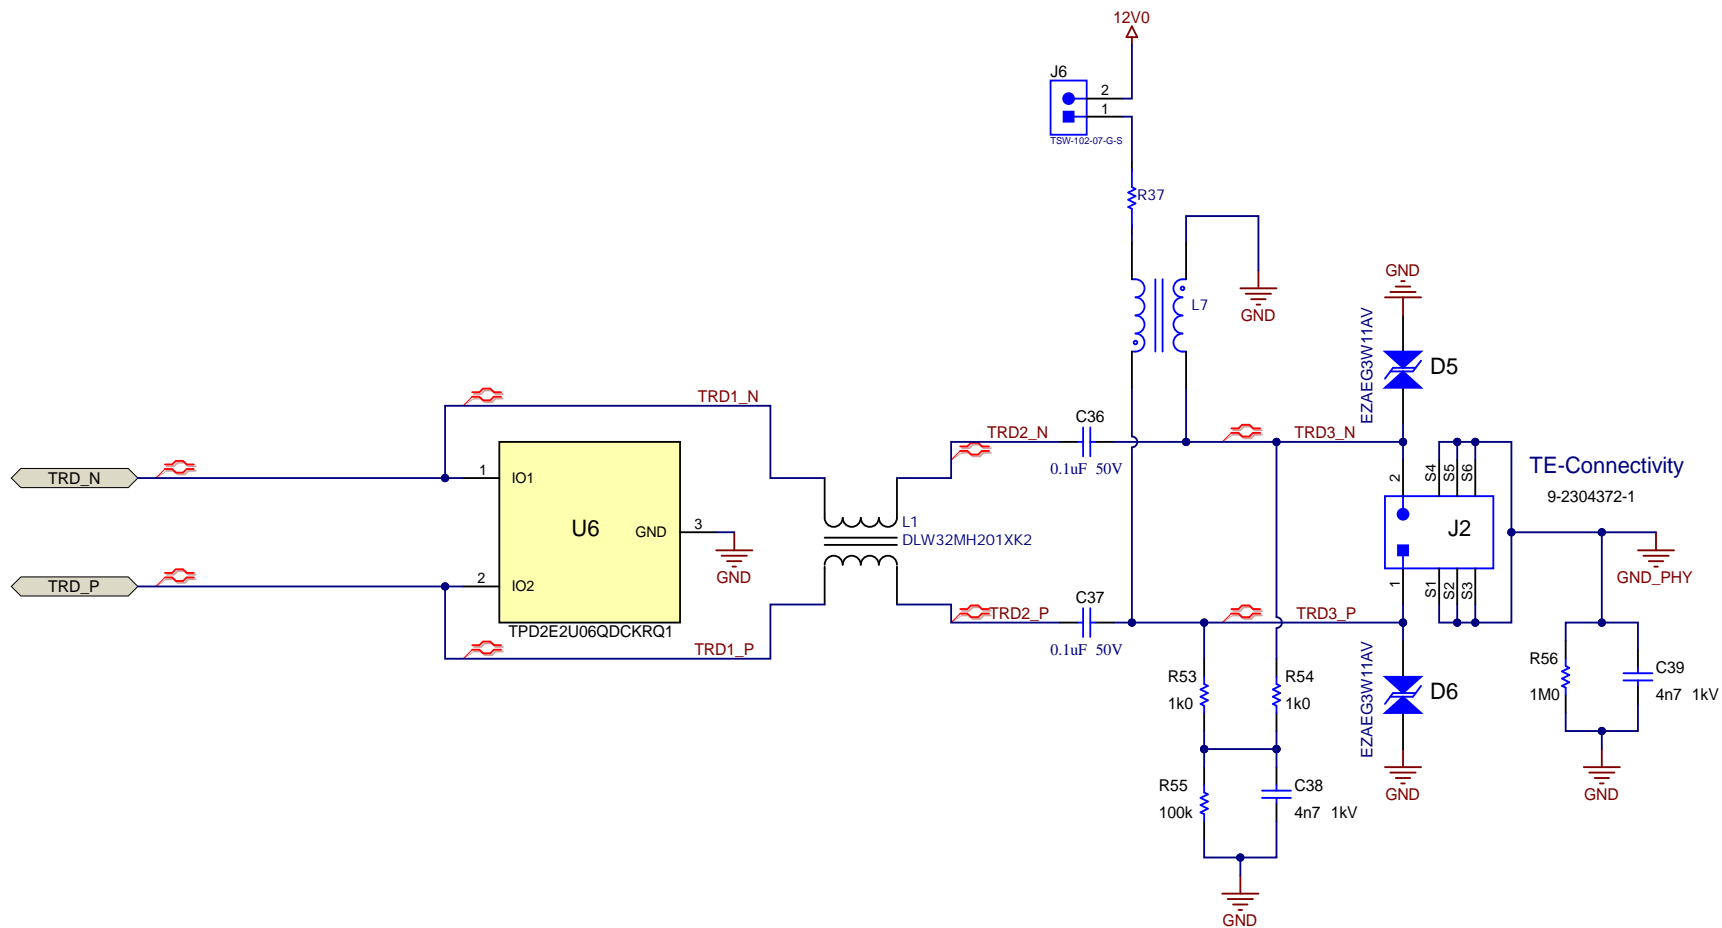 12V0
J6
2
1
TSW-102-07-G-S
R37
L7
GND
GND
EZAEG3W11AV
D5
TRD1_N
TRD_N
1
IO1
U6
GND
3
GND
TRD_P
2
IO2
TPD2E2U06QDCKRQ1
TRD1_P
L1
DLW32MH201XK2
TRD2_N
C36
0.1uF 50V
TRD3_N
TRD2_P
C37
0.1uF 50V
TRD3_P
2
S4
S5
S6
TE-Connectivity
9-2304372-1
J2
1
S1
S2
S3
GND_PHY
R53
1k0
R54
1k0
EZAEG3W11AV
D6
GND
R56
1M0
C39
4n7 1kV
GND
R55
100k
C38
4n7 1kV
GND